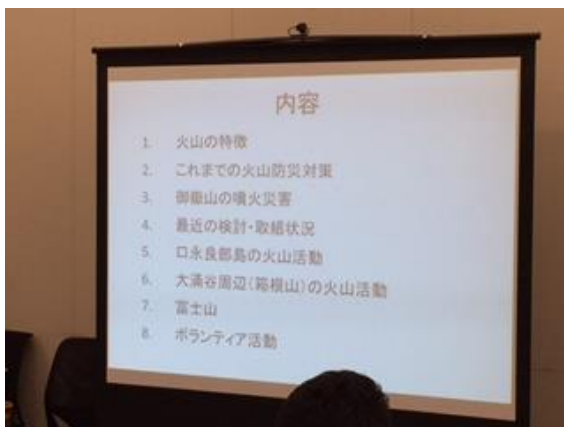 内容
1. 火山の特徴
2. これまでの火山防災対策
3. 御嶽山の噴火災害
4. 最近の検討・取組状況
5. 口永良部島の火山活動
6. 大涌谷周辺(箱根山)の火山活動
7. 富士山
8. ボランティア活動